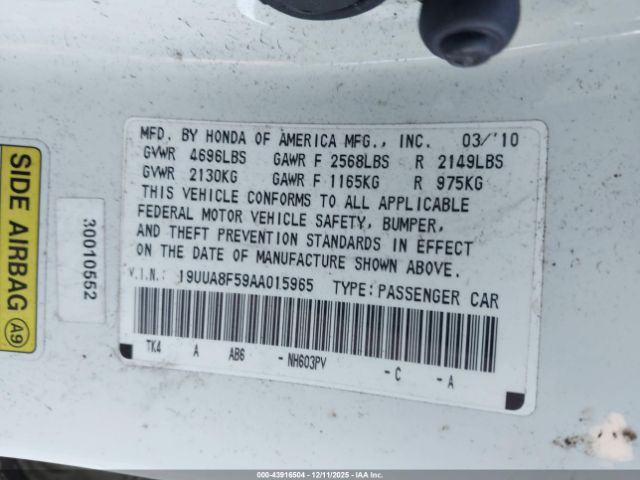 MFD. BY HONDA OF AMERICA MFG., INC. 03/'10
GVWR 4696LBS GAWR F 2568LBS R 2149LBS
GVWR 2130KG GAWR F 1165KG R 975KG
THIS VEHICLE CONFORMS TO ALL APPLICABLE
FEDERAL MOTOR VEHICLE SAFETY, BUMPER,
AND THEFT PREVENTION STANDARDS IN EFFECT
ON THE DATE OF MANUFACTURE SHOWN ABOVE.
V.I.N.: 19UUA8F59AA015965 TYPE:PASSENGER CAR
TK4 A AB6 -NH603PV -C -A
SIDE AIRBAG A9
30010552
000-43916504 - 12/11/2025 - IAA Inc.